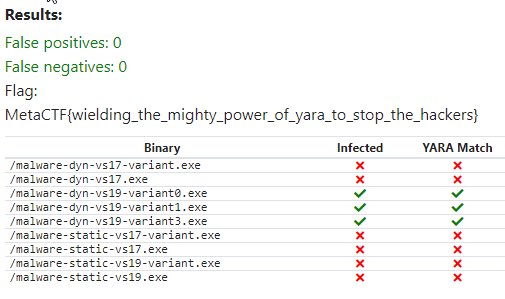 Results:
False positives: 0
False negatives: 0
Flag:
MetaCTF{wielding_the_mighty_power_of_yara_to_stop_the_hackers}
Binary Infected YARA Match
/malware-dyn-vs17-variant.exe
/malware-dyn-vs17.exe
/malware-dyn-vs19-variant0.exe
/malware-dyn-vs19-variant1.exe
/malware-dyn-vs19-variant3.exe
/malware-static-vs17-variant.exe
/malware-static-vs17.exe
/malware-static-vs19-variant.exe
/malware-static-vs19.exe